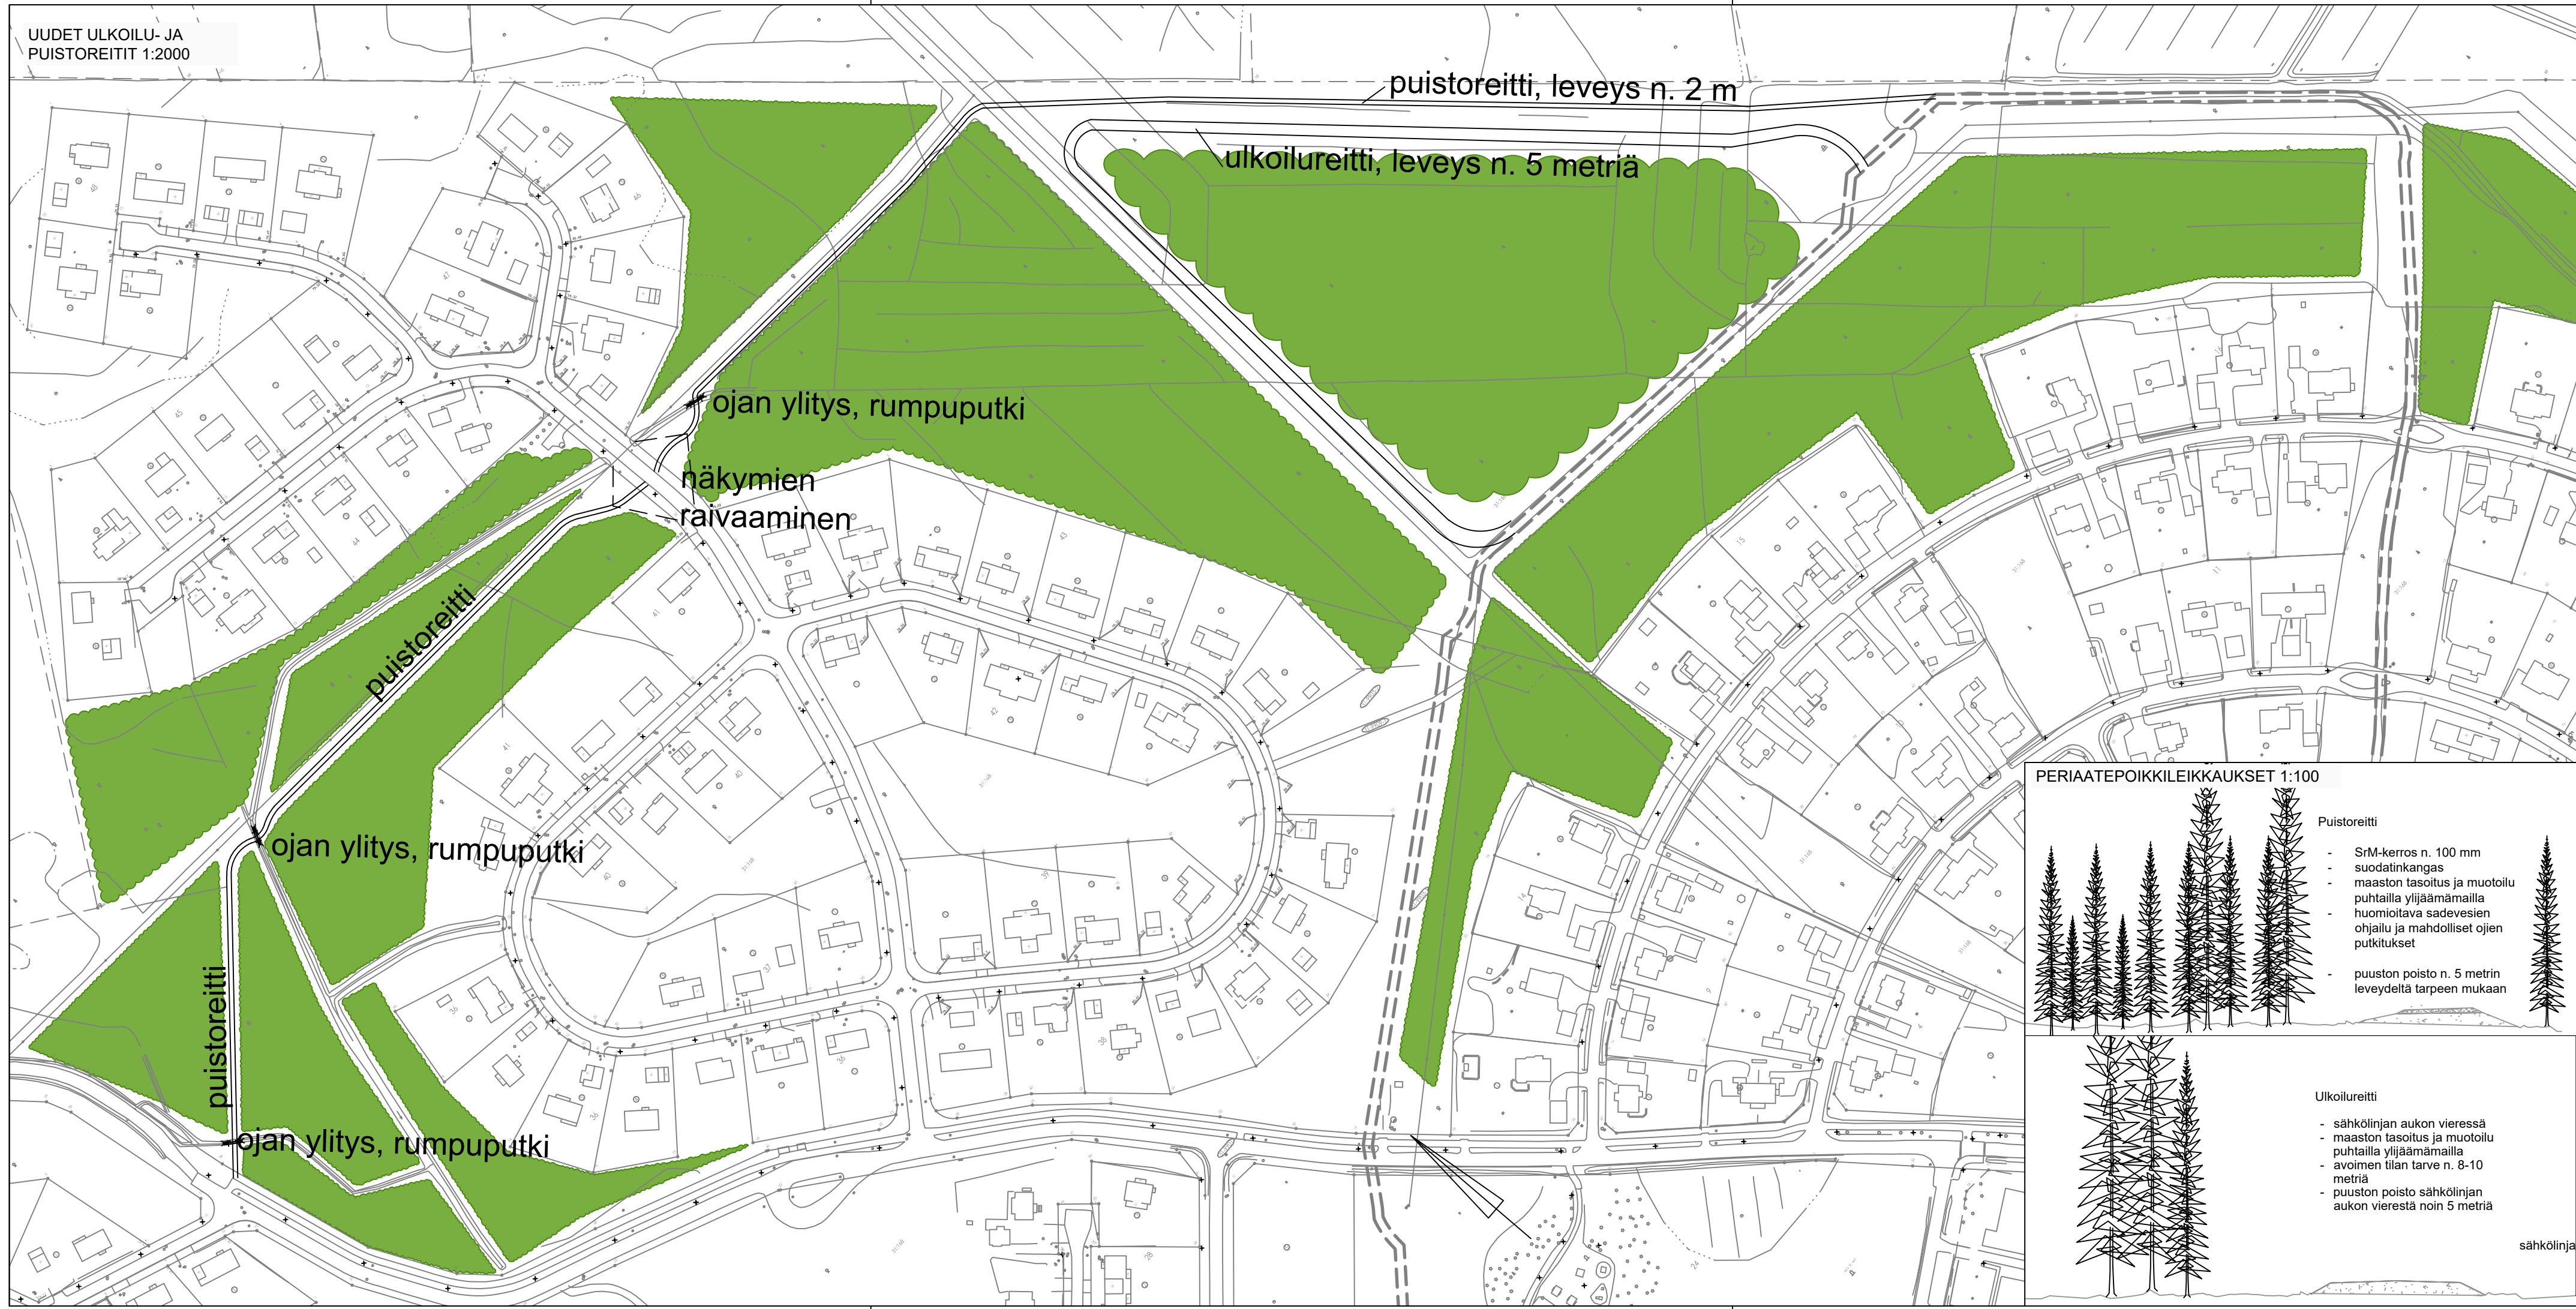 UUDET ULKOILU- JA
PUISTOREITIT 1:2000
puistoreitti, leveys n. 2 m
ulkoilureitti, leveys n. 5 metriä
ojan ylitys, rumpuputki
näkymien
raivaaminen
puistoreitti
ojan ylitys, rumpuputki
puistoreitti
ojan ylitys, rumpuputki
PERIAATEPOIKKILEIKKAUKSET 1:100
Puistoreitti
- SrM-kerros n. 100 mm
- suodatinkangas
- maaston tasoitus ja muotoilu
puhtailla ylijäämämailla
- huomioitava sadevesien
ohjailu ja mahdolliset ojien
putkitukset
- puuston poisto n. 5 metrin
leveydeltä tarpeen mukaan
Ulkoilureitti
- sähkölinjan aukon vieressä
- maaston tasoitus ja muotoilu
puhtailla ylijäämämailla
- avoimen tilan tarve n. 8-10
metriä
- puuston poisto sähkölinjan
aukon vierestä noin 5 metriä
sähkölinja